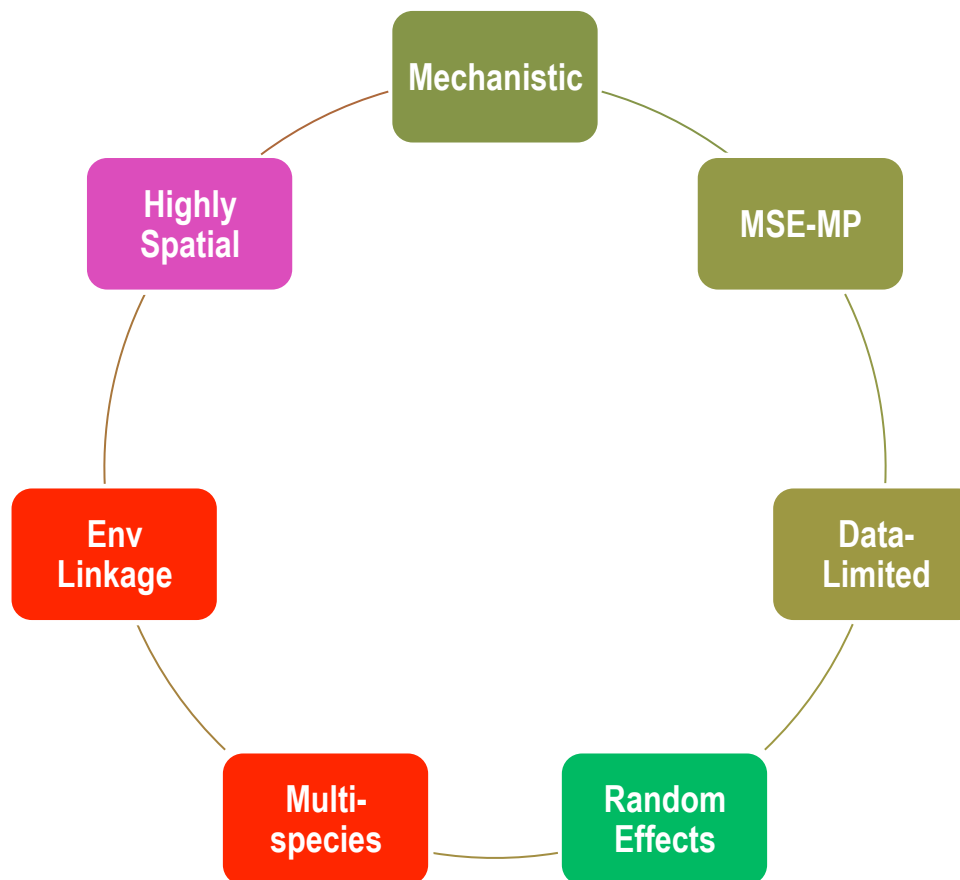 Mechanistic
MSE-MP
Data-
Limited
Random
Effects
Multi-
species
Env
Linkage
Highly
Spatial